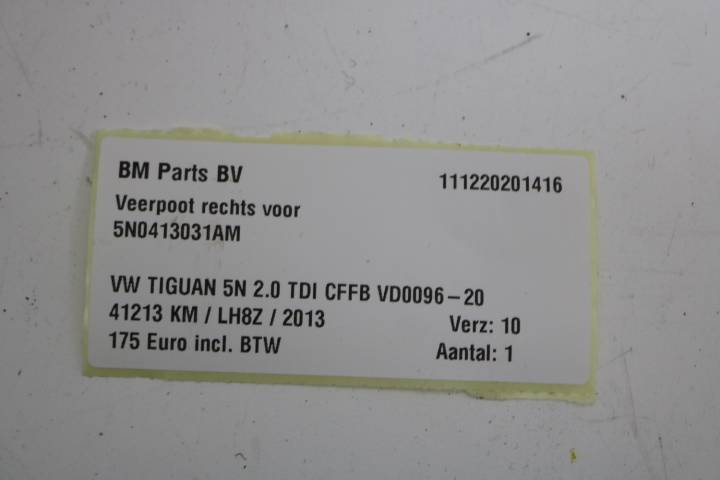 BM Parts BV 111220201416
Veerpoot rechts voor
5N0413031AM
VW TIGUAN 5N 2.0 TDI CFFB VD0096-20
41213 KM / LH8Z / 2013 Verz: 10
175 Euro incl. BTW Aantal: 1